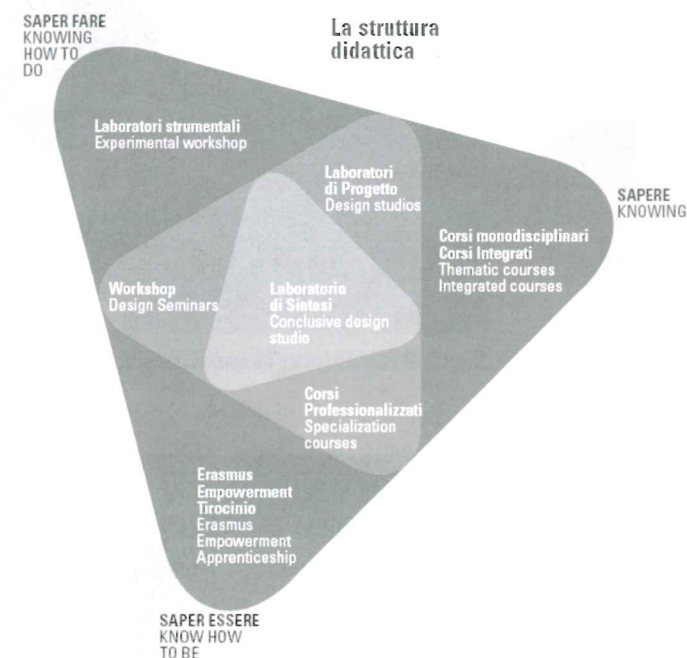 SAPER FARE
KNOWING
HOW TO
DO
La struttura
didattica
Laboratori strumentali
Experimental workshop
Laboratori
di Progetto
Design studios
SAPERE
KNOWING
Corsi monodisciplinari
Corsi Integrati
Thematic courses
Integrated courses
Workshop
Design Seminars
Laboratorio
di Sintesi
Conclusive design
studio
Corsi
Professionalizzati
Specialization
courses
Erasmus
Empowerment
Tirocinio
Erasmus
Empowerment
Apprenticeship
SAPER ESSERE
KNOW HOW
TO BE